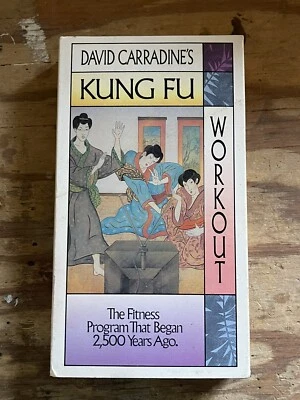 DAVID CARRADINE'S
KUNG FU
WORKOUT
The Fitness
Program That Began
2,500 Years Ago.